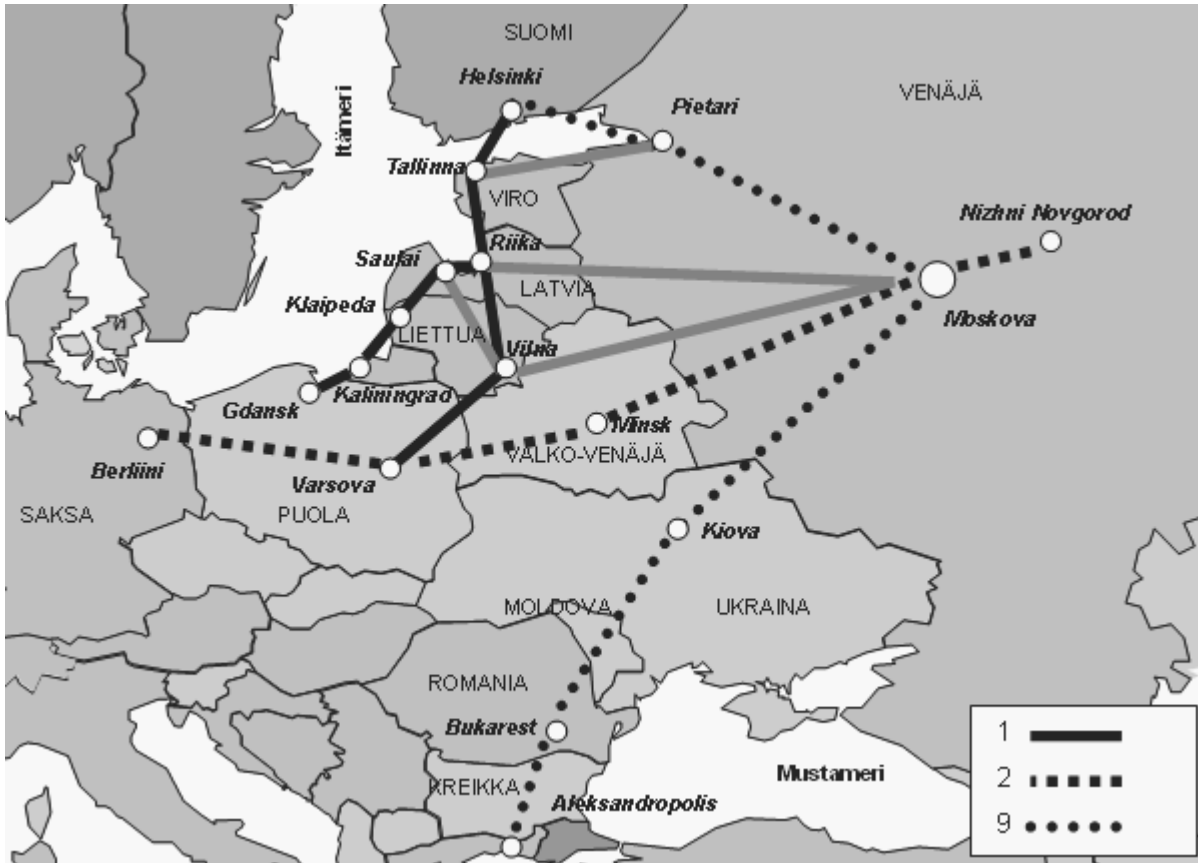 SUOMI
Helsinki
Itämeri
Pietari
VENÄJÄ
Tallinna
VIRO
Nizhni Novgorod
Riika
Saulai
LATVIA
Klaipeda
Moskova
LIETTUA
Vilna
Kaliningrad
Gdansk
Minsk
Berliini
VALKO-VENÄJÄ
Varsova
SAKSA
PUOLA
Kiova
MOLDOVA
UKRAINA
ROMANIA
Bukarest
1
2
9
Mustameri
KREIKKA
Aleksandropolis